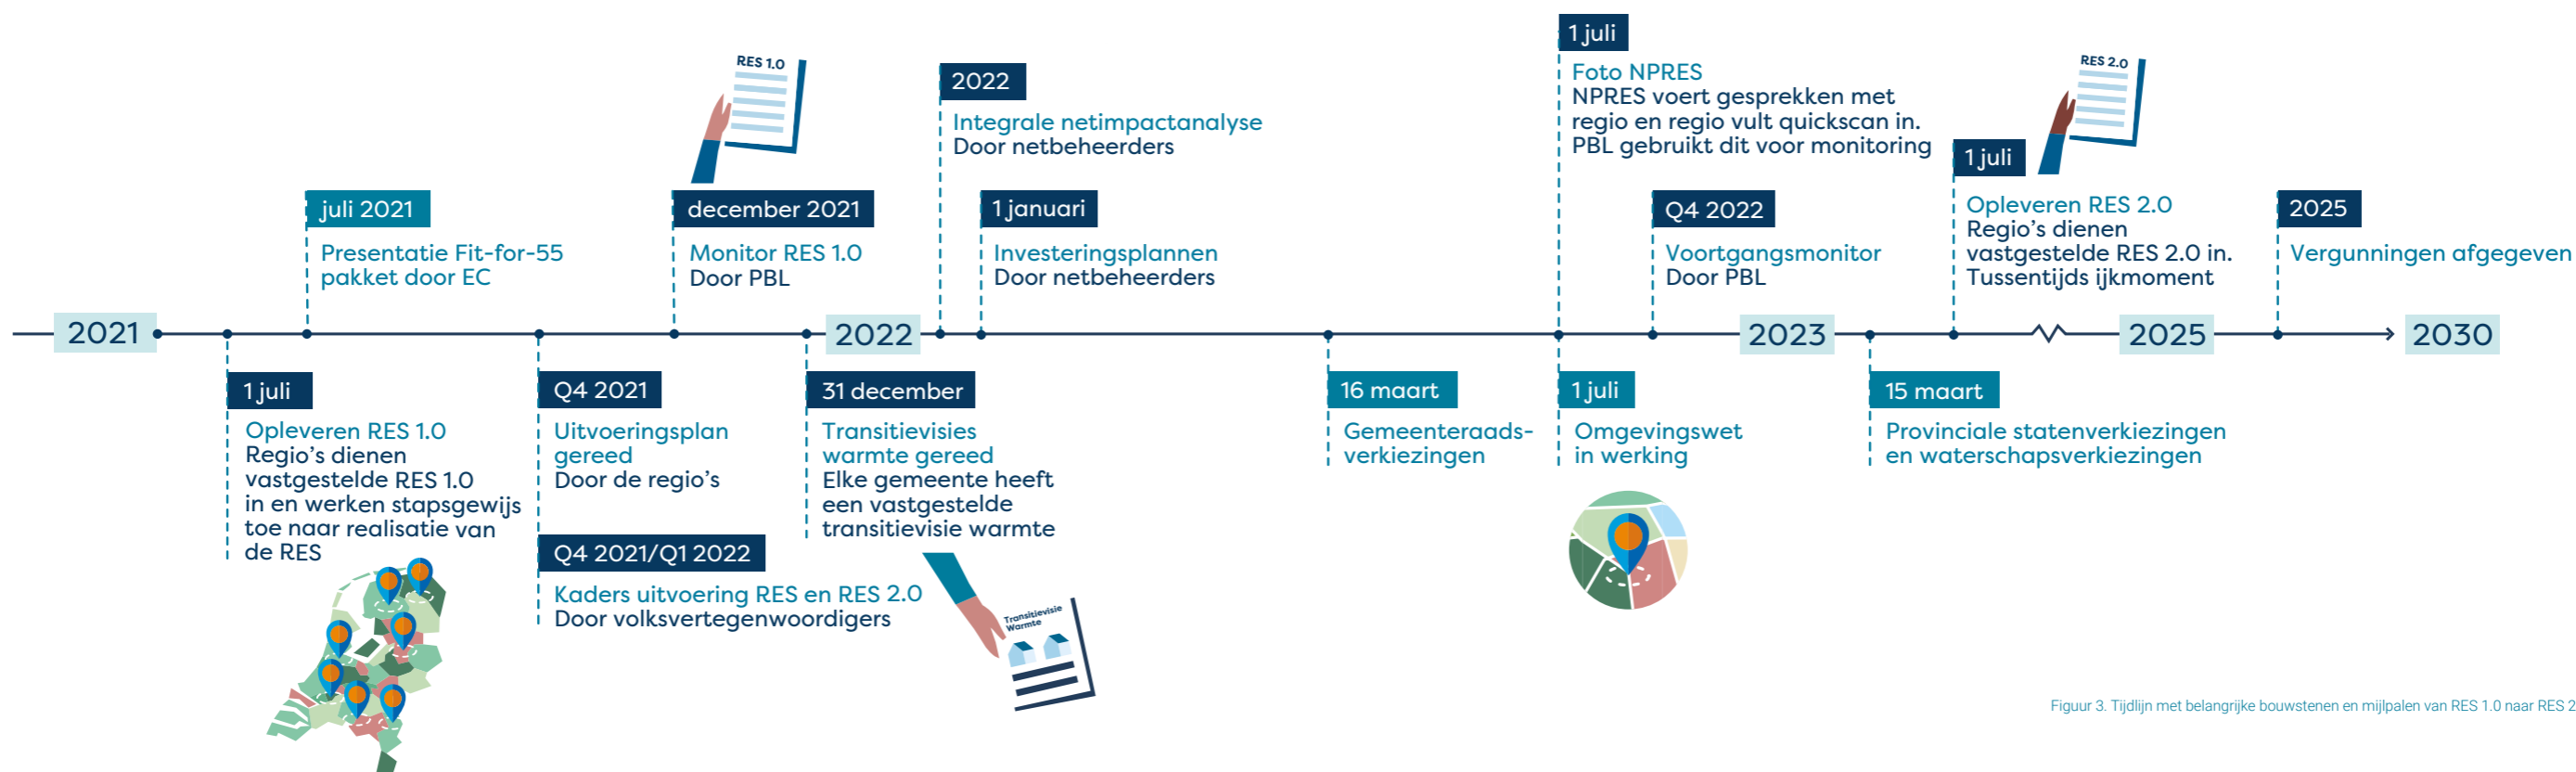 1 juli
Foto NPRES
NPRES voert gesprekken met
regio en regio vult quickscan in.
PBL gebruikt dit voor monitoring
RES 1.0
RES 2.0
2022
Integrale netimpactanalyse
Door netbeheerders
juli 2021
Presentatie Fit-for-55
pakket door EC
december 2021
Monitor RES 1.0
Door PBL
1 januari
Investeringsplannen
Door netbeheerders
Q4 2022
Voortgangsmonitor
Door PBL
1 juli
Opleveren RES 2.0
Regio's dienen
vastgestelde RES 2.0 in.
Tussentijds ijkmoment
2025
Vergunningen afgegeven
2021
2022
2023
2025
2030
1 juli
Opleveren RES 1.0
Regio's dienen
vastgestelde RES 1.0
in en werken stapsgewijs
toe naar realisatie van
de RES
Q4 2021
Uitvoeringsplan
gereed
Door de regio's
Q4 2021/Q1 2022
Kaders uitvoering RES en RES 2.0
Door volksvertegenwoordigers
31 december
Transitievisies
warmte gereed
Elke gemeente heeft
een vastgestelde
transitievisie warmte
Transitievisie
Warmte
16 maart
Gemeenteraads-
verkiezingen
1 juli
Omgevingswet
in werking
15 maart
Provinciale statenverkiezingen
en waterschapsverkiezingen
Figuur 3. Tijdlijn met belangrijke bouwstenen en mijlpalen van RES 1.0 naar RES 2